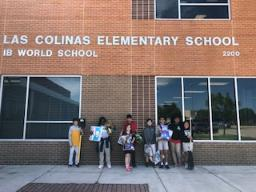 LAS COLINAS ELEMENTARY SCHOOL
IB WORLD SCHOOL 2200